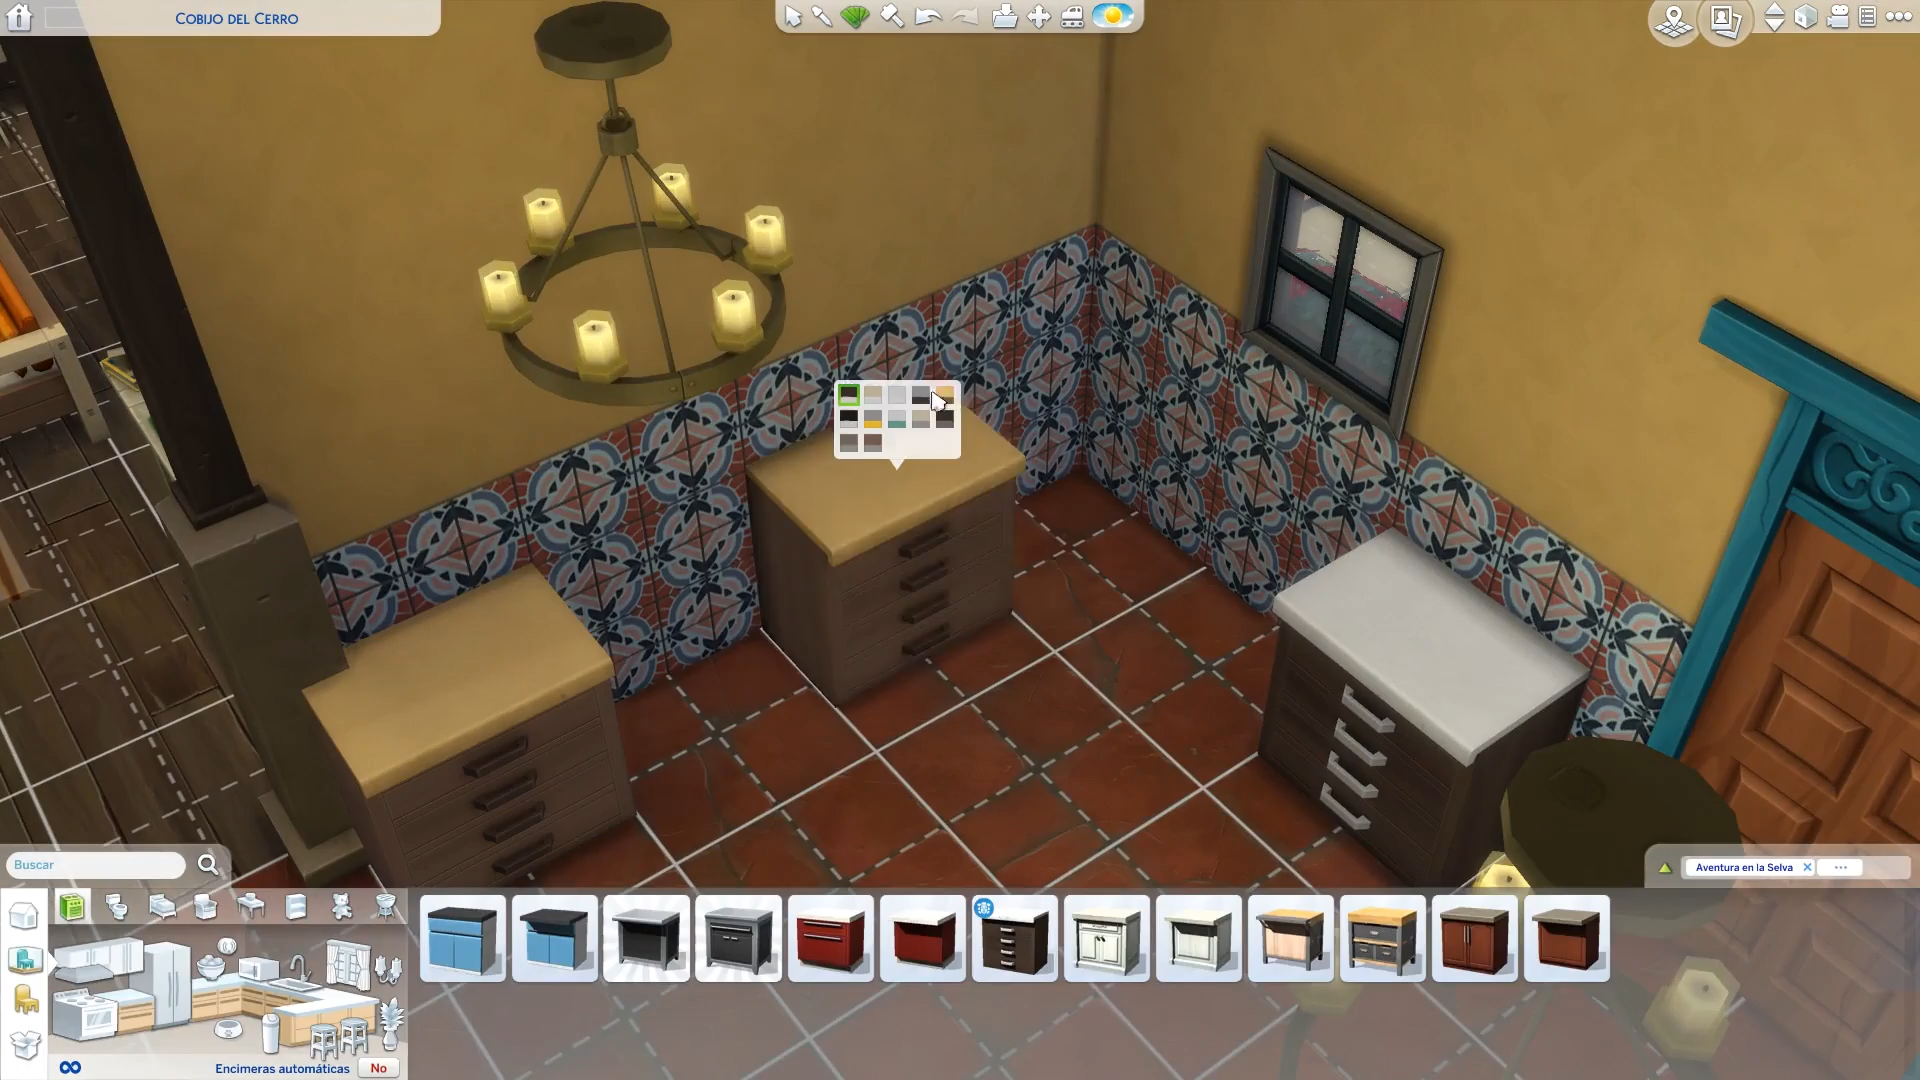 Cobijo del Cerro
Buscar
Aventura en la Selva
Encimeras automáticas No